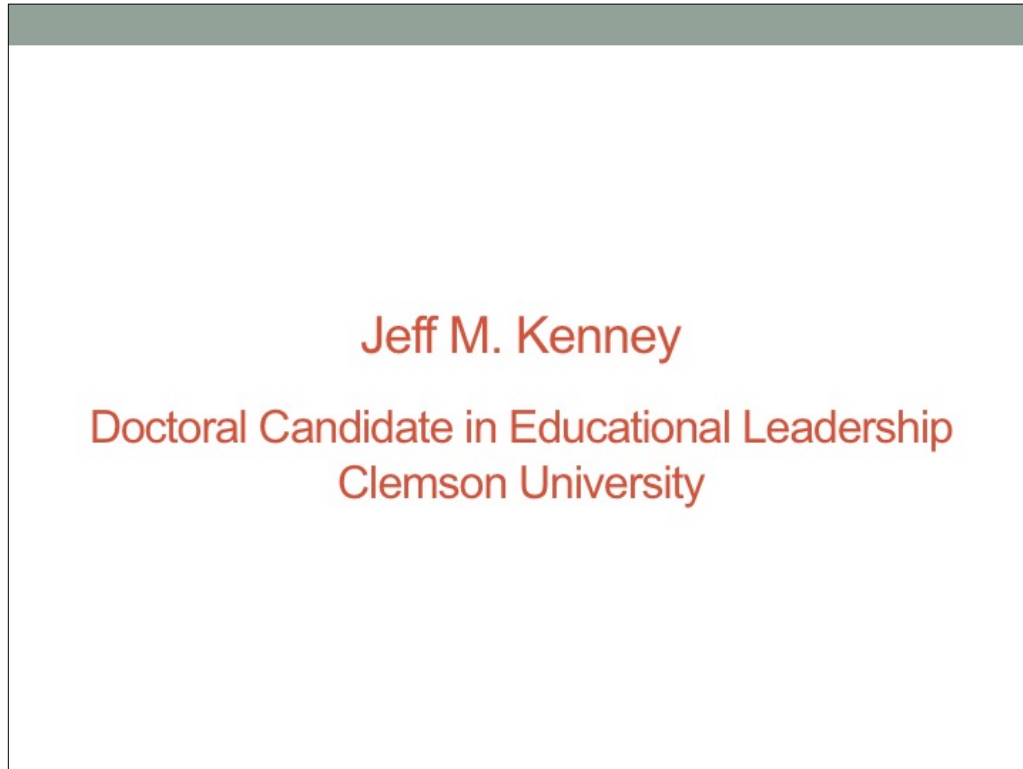 Jeff M. Kenney
Doctoral Candidate in Educational Leadership
Clemson University